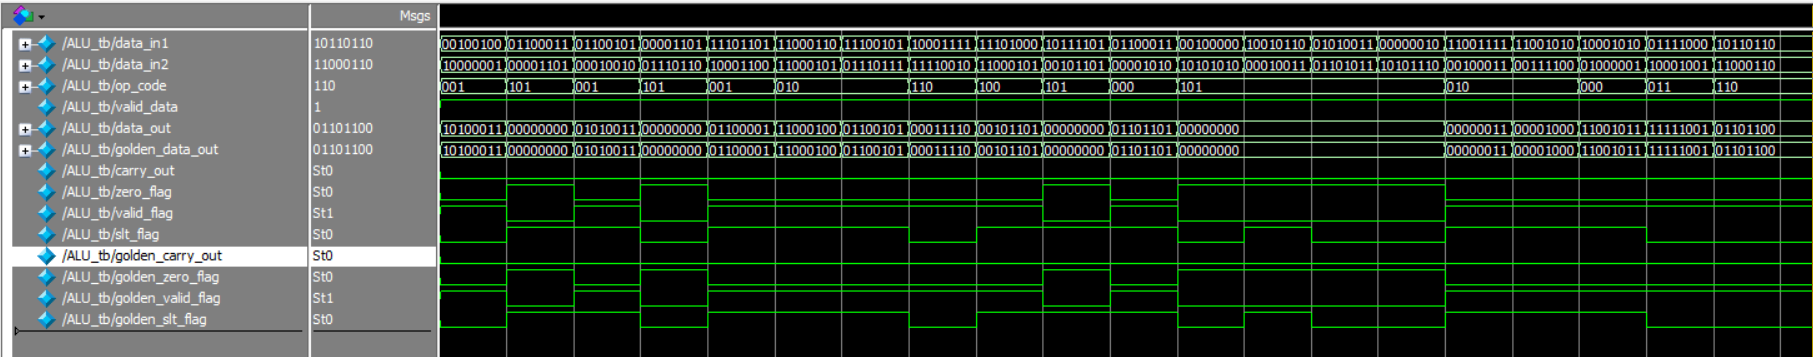 Msgs
/ALU_tb/data_in1 10110110 00100100 01100011 01100101 00001101 11101101 11000110 11100101 10001111 11101000 10111101 01100011 00100000 10010110 01010011 00000010 11001111 11001010 10001010 01111000 10110110
/ALU_tb/data_in2 11000110 10000001 00001101 00010010 01110110 10001100 11000101 01110111 11110010 11000101 00101101 00001010 10101010 00010011 01101011 10101110 00100011 00111100 01000001 10001001 11000110
/ALU_tb/op_code 110 001 101 001 101 001 010 110 100 101 000 101 010 000 011 110
/ALU_tb/valid_data 1
/ALU_tb/data_out 01101100 10100011 00000000 01010011 00000000 01100001 11000100 01100101 00011110 00101101 00000000 01101101 00000000 00000011 00001000 11001011 11111001 01101100
/ALU_tb/golden_data_out 01101100 10100011 00000000 01010011 00000000 01100001 11000100 01100101 00011110 00101101 00000000 01101101 00000000 00000011 00001000 11001011 11111001 01101100
/ALU_tb/carry_out St0
/ALU_tb/zero_flag St0
/ALU_tb/valid_flag St1
/ALU_tb/slt_flag St0
/ALU_tb/golden_carry_out St0
/ALU_tb/golden_zero_flag St0
/ALU_tb/golden_valid_flag St1
/ALU_tb/golden_slt_flag St0